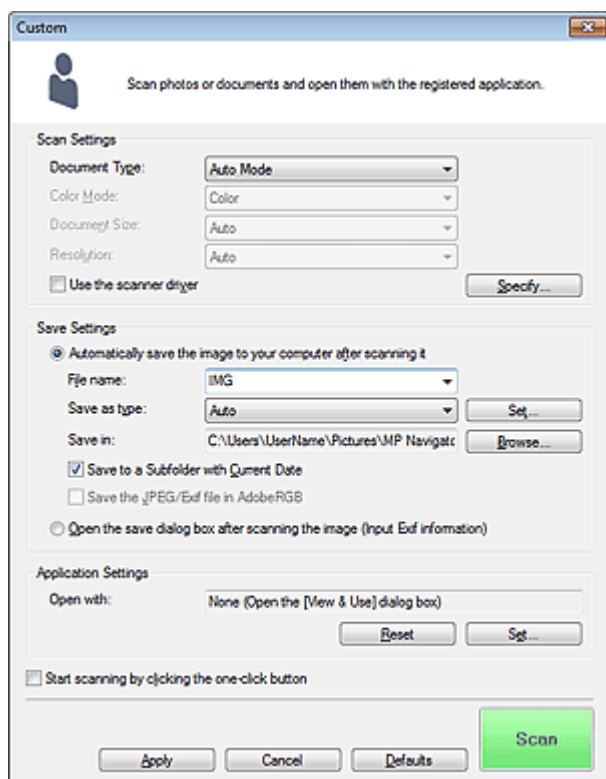 Custom
Scan photos or documents and open them with the registered application.
Scan Settings
Document Type: Auto Mode
Color Mode: Color
Document Size: Auto
Resolution: Auto
Use the scanner driver Specify...
Save Settings
Automatically save the image to your computer after scanning it
File name: IMG
Save as type: Auto Set...
Save in: C:\Users\UserName\Pictures\MP Navigato Browse...
Save to a Subfolder with Current Date
Save the JPEG/Exif file in AdobeRGB
Open the save dialog box after scanning the image (Input Exif information)
Application Settings
Open with: None (Open the [View & Use] dialog box)
Reset Set...
Start scanning by clicking the one-click button
Scan
Apply Cancel Defaults